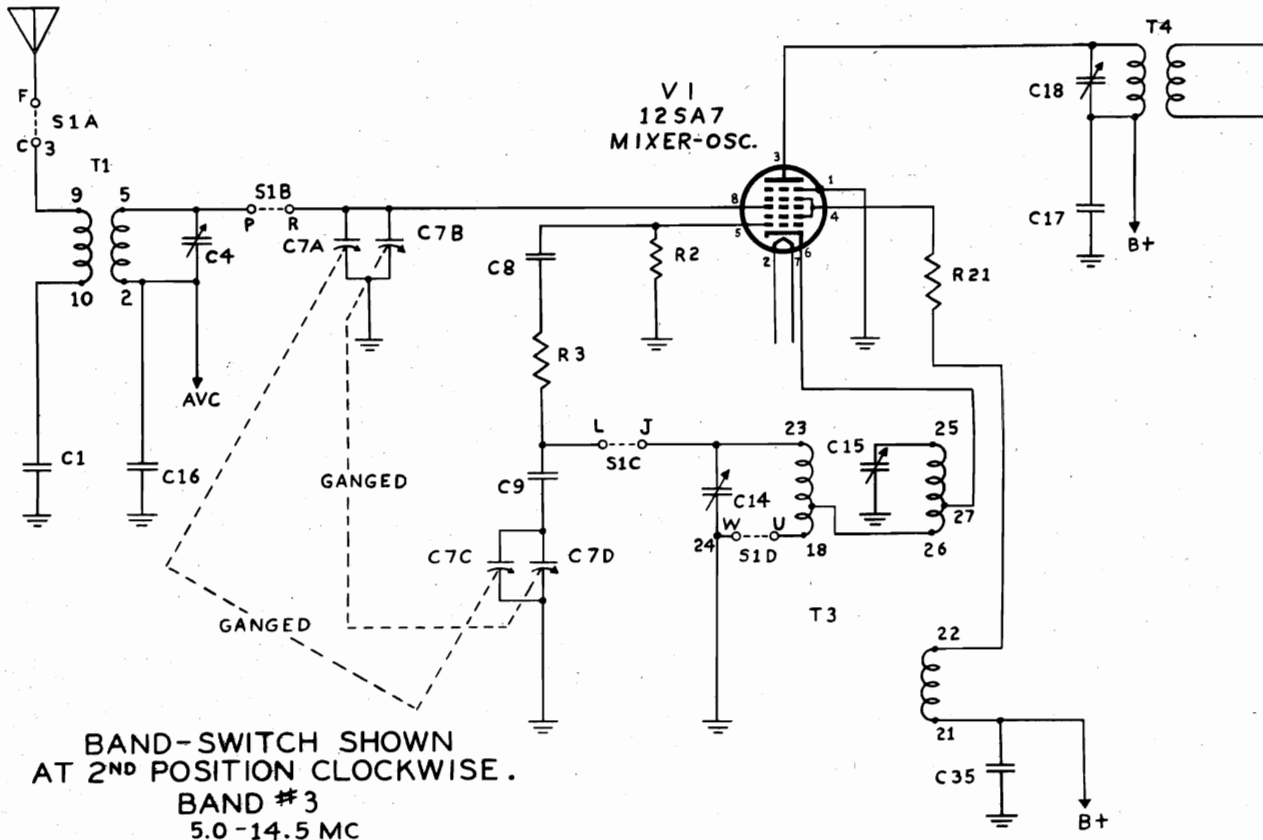 T4
C18
C17
B+
V1
12SA7
MIXER-OSC.
3
1
8
4
5
6
2
7
F
S1A
C 3
T1
9
5
S1B
P
R
C4
C7A
C7B
10
2
AVC
C1
C16
C8
R2
R21
R3
L
J
S1C
C9
C7C
C7D
GANGED
GANGED
23
C15
25
C14
W
U
24
S1D
18
27
26
T3
22
21
C35
B+
BAND-SWITCH SHOWN
AT 2ND POSITION CLOCKWISE.
BAND #3
5.0-14.5 MC